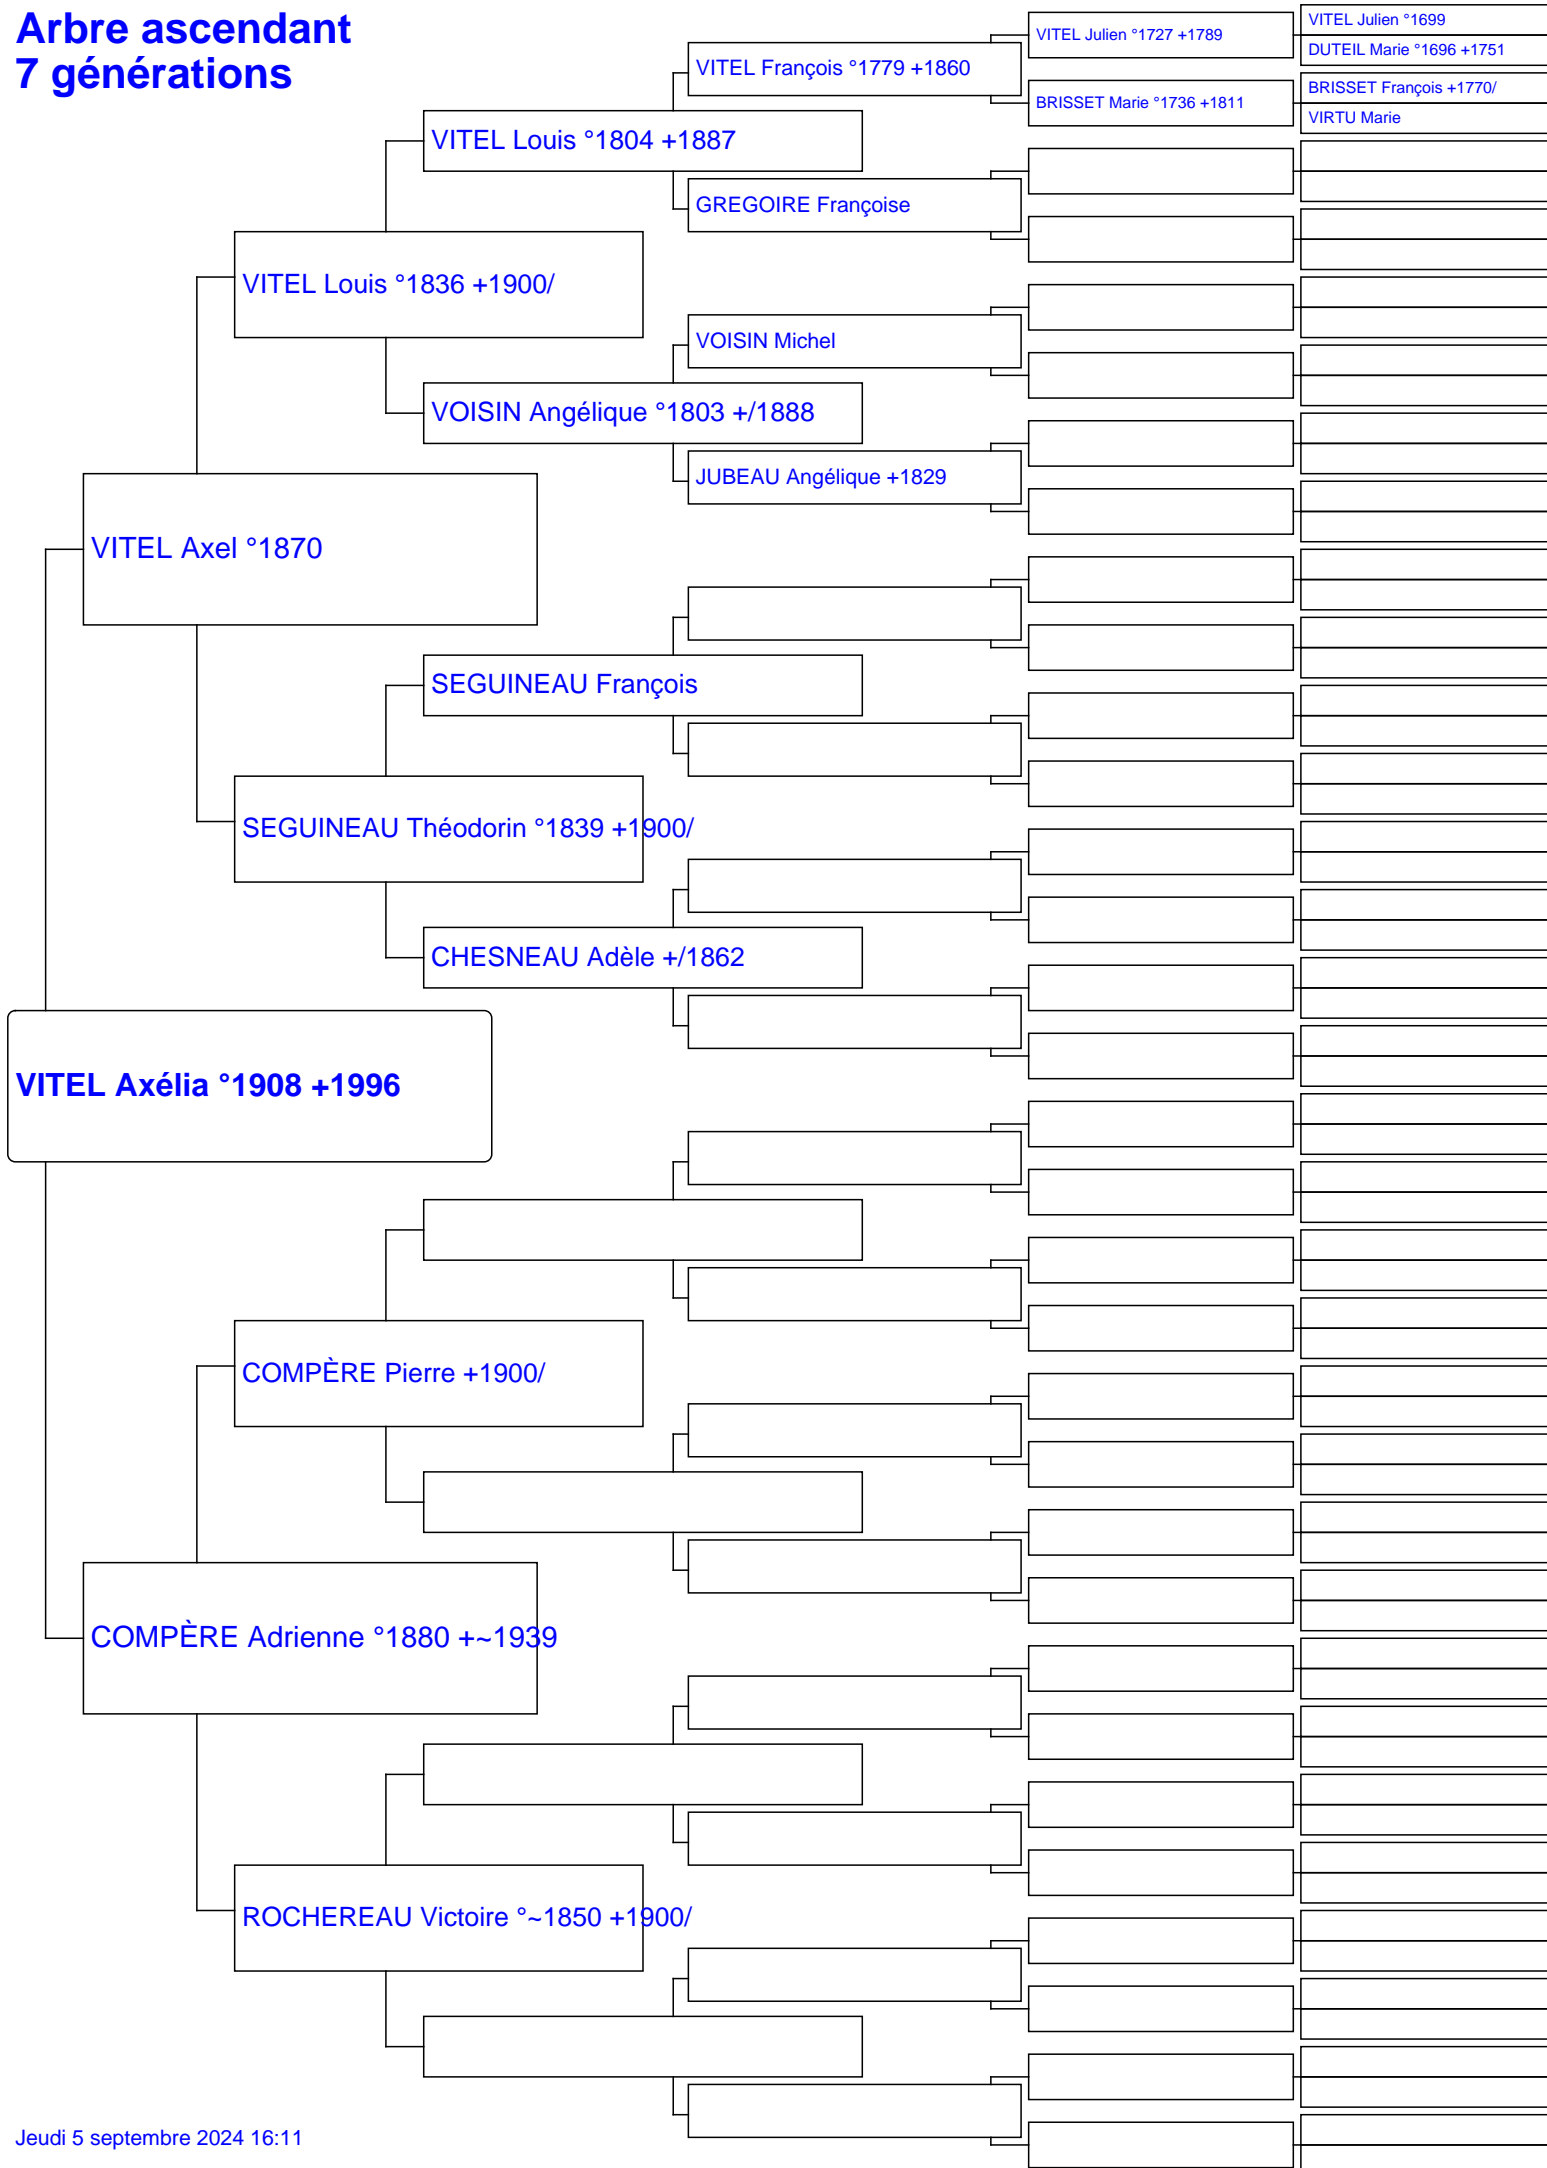 Arbre ascendant
7 générations
VITEL Julien °1699
VITEL Julien °1727 +1789
DUTEIL Marie °1696 +1751
VITEL François °1779 +1860
BRISSET François +1770/
BRISSET Marie °1736 +1811
VIRTU Marie
VITEL Louis °1804 +1887
GREGOIRE Françoise
VITEL Louis °1836 +1900/
VOISIN Michel
VOISIN Angélique °1803 +/1888
JUBEAU Angélique +1829
VITEL Axel °1870
SEGUINEAU François
SEGUINEAU Théodorin °1839 +1900/
CHESNEAU Adèle +/1862
VITEL Axélia °1908 +1996
COMPÈRE Pierre +1900/
COMPÈRE Adrienne °1880 +~1939
ROCHEREAU Victoire °~1850 +1900/
Jeudi 5 septembre 2024 16:11